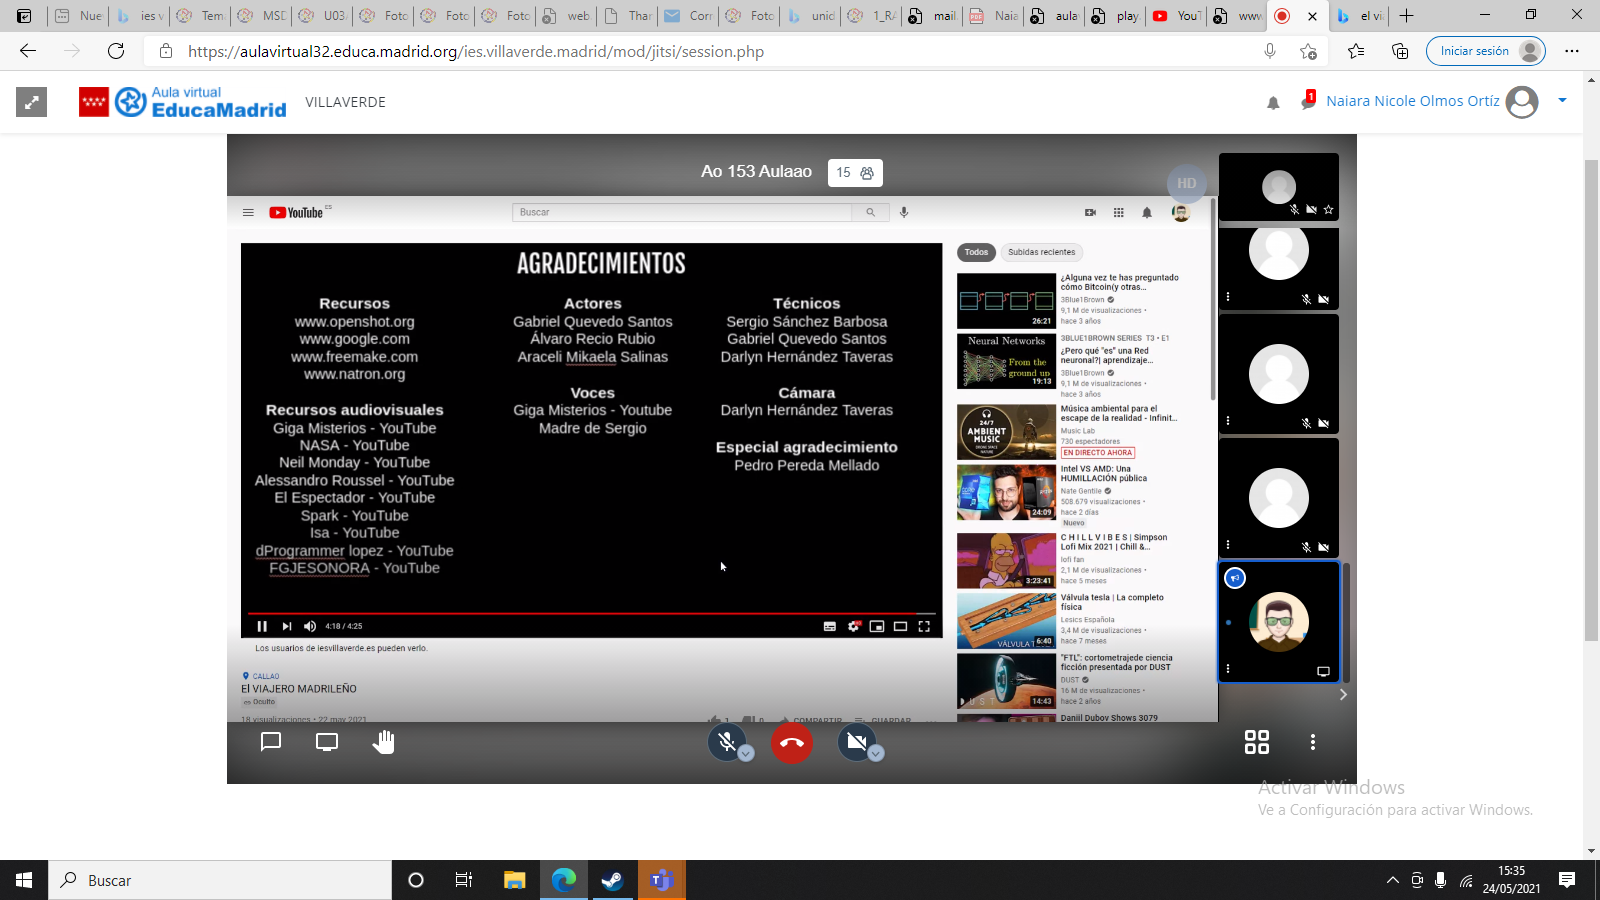 Nue
ies v
Tem
MSD
U03
Foto
Foto
Foto
web
Thar
Corr
Foto
unid
1_RA
mail.
Naia
aula
play.
YouT
www
el vi
https://aulavirtual32.educa.madrid.org/ies.villaverde.madrid/mod/jitsi/session.php
Iniciar sesión
Aula virtual
EducaMadrid
VILLAVERDE
1
Naiara Nicole Olmos Ortíz
Ao 153 Aulaao
15
HD
YouTube ES
Buscar
AGRADECIMIENTOS
Recursos
www.openshot.org
www.google.com
www.freemake.com
www.natron.org
Recursos audiovisuales
Giga Misterios - YouTube
NASA - YouTube
Neil Monday - YouTube
Alessandro Roussel - YouTube
El Espectador - YouTube
Spark - YouTube
Isa - YouTube
dProgrammer lopez - YouTube
FGJESONORA - YouTube
Actores
Gabriel Quevedo Santos
Álvaro Recio Rubio
Araceli Mikaela Salinas
Voces
Giga Misterios - Youtube
Madre de Sergio
Técnicos
Sergio Sánchez Barbosa
Gabriel Quevedo Santos
Darlyn Hernández Taveras
Cámara
Darlyn Hernández Taveras
Especial agradecimiento
Pedro Pereda Mellado
4:18 / 4:25
Los usuarios de iesvillaverde.es pueden verlo.
CALLAO
El VIAJERO MADRILEÑO
Oculto
18 visualizaciones • 22 may 2021
1
0
COMPARTIR
GUARDAR
Todos
Subidas recientes
¿Alguna vez te has preguntado
cómo Bitcoin(y otras...
3Blue1Brown
9,1 M de visualizaciones •
hace 3 años
26:21
Neural Networks
From the
ground up
19:13
3BLUE1BROWN SERIES T3 • E1
¿Pero qué "es" una Red
neuronal?| aprendizaje...
3Blue1Brown
9,1 M de visualizaciones •
hace 3 años
24/7
AMBIENT
MUSIC
Música ambiental para el
escape de la realidad - Infinit...
Music Lab
730 espectadores
EN DIRECTO AHORA
24:09
Intel VS AMD: Una
HUMILLACIÓN pública
Nate Gentile
508.679 visualizaciones •
hace 2 días
Nuevo
3:23:41
C H I L L V I B E S | Simpson
Lofi Mix 2021 | Chill &...
lofi fan
2,1 M de visualizaciones •
hace 5 meses
VÁLVULA T
6:40
Válvula tesla | La completo
física
Lesics Española
3,4 M de visualizaciones •
hace 7 meses
DUST
14:43
"FTL": cortometrajede ciencia
ficción presentada por DUST
DUST
16 M de visualizaciones •
hace 2 años
Daniil Dubov Shows 3079
Activar Windows
Ve a Configuración para activar Windows.
Buscar
15:35
24/05/2021